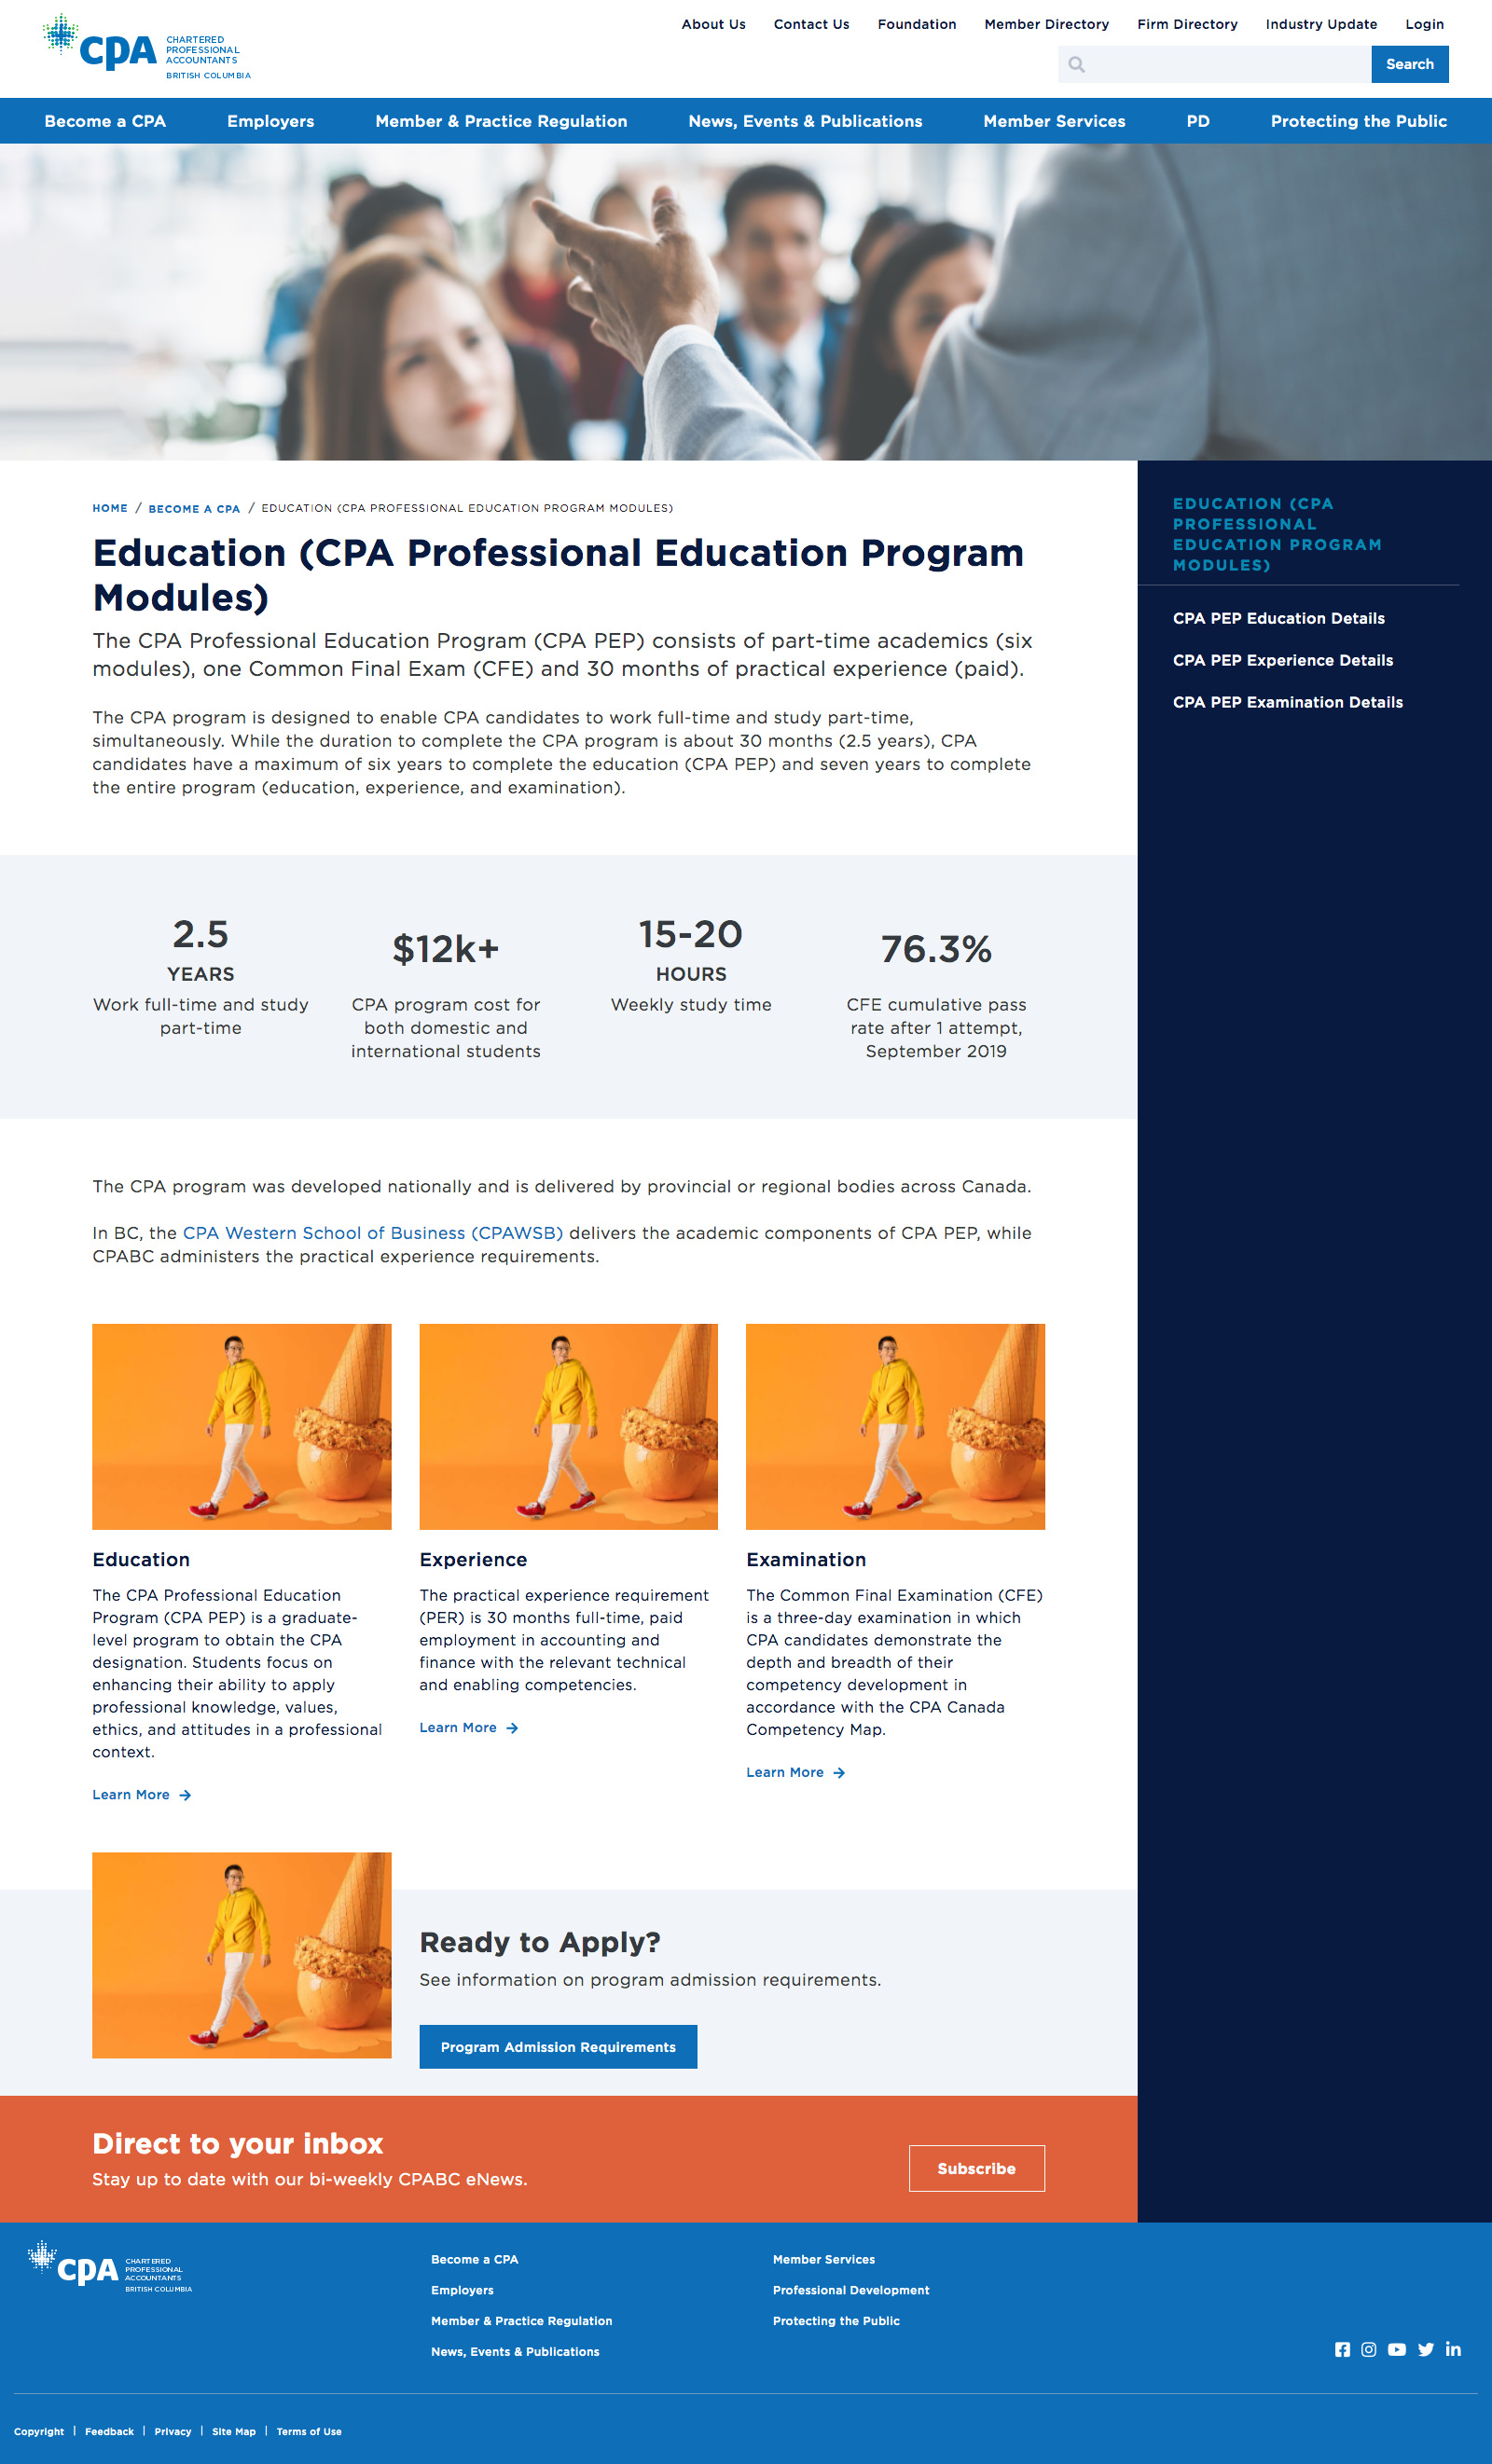 CPA
CHARTERED
PROFESSIONAL
ACCOUNTANTS
BRITISH COLUMBIA
About Us Contact Us Foundation Member Directory Firm Directory Industry Update Login
Search
Become a CPA Employers Member & Practice Regulation News, Events & Publications Member Services PD Protecting the Public
HOME / BECOME A CPA / EDUCATION (CPA PROFESSIONAL EDUCATION PROGRAM MODULES)
Education (CPA Professional Education Program
Modules)
The CPA Professional Education Program (CPA PEP) consists of part-time academics (six
modules), one Common Final Exam (CFE) and 30 months of practical experience (paid).
The CPA program is designed to enable CPA candidates to work full-time and study part-time,
simultaneously. While the duration to complete the CPA program is about 30 months (2.5 years), CPA
candidates have a maximum of six years to complete the education (CPA PEP) and seven years to complete
the entire program (education, experience, and examination).
EDUCATION (CPA
PROFESSIONAL
EDUCATION PROGRAM
MODULES)
CPA PEP Education Details
CPA PEP Experience Details
CPA PEP Examination Details
2.5
YEARS
Work full-time and study
part-time
$12k+
CPA program cost for
both domestic and
international students
15-20
HOURS
Weekly study time
76.3%
CFE cumulative pass
rate after 1 attempt,
September 2019
The CPA program was developed nationally and is delivered by provincial or regional bodies across Canada.
In BC, the CPA Western School of Business (CPAWSB) delivers the academic components of CPA PEP, while
CPABC administers the practical experience requirements.
Education
The CPA Professional Education
Program (CPA PEP) is a graduate-
level program to obtain the CPA
designation. Students focus on
enhancing their ability to apply
professional knowledge, values,
ethics, and attitudes in a professional
context.
Learn More
Experience
The practical experience requirement
(PER) is 30 months full-time, paid
employment in accounting and
finance with the relevant technical
and enabling competencies.
Learn More
Examination
The Common Final Examination (CFE)
is a three-day examination in which
CPA candidates demonstrate the
depth and breadth of their
competency development in
accordance with the CPA Canada
Competency Map.
Learn More
Ready to Apply?
See information on program admission requirements.
Program Admission Requirements
Direct to your inbox
Stay up to date with our bi-weekly CPABC eNews.
Subscribe
CPA
CHARTERED
PROFESSIONAL
ACCOUNTANTS
BRITISH COLUMBIA
Become a CPA
Employers
Member & Practice Regulation
News, Events & Publications
Member Services
Professional Development
Protecting the Public
Copyright | Feedback | Privacy | Site Map | Terms of Use